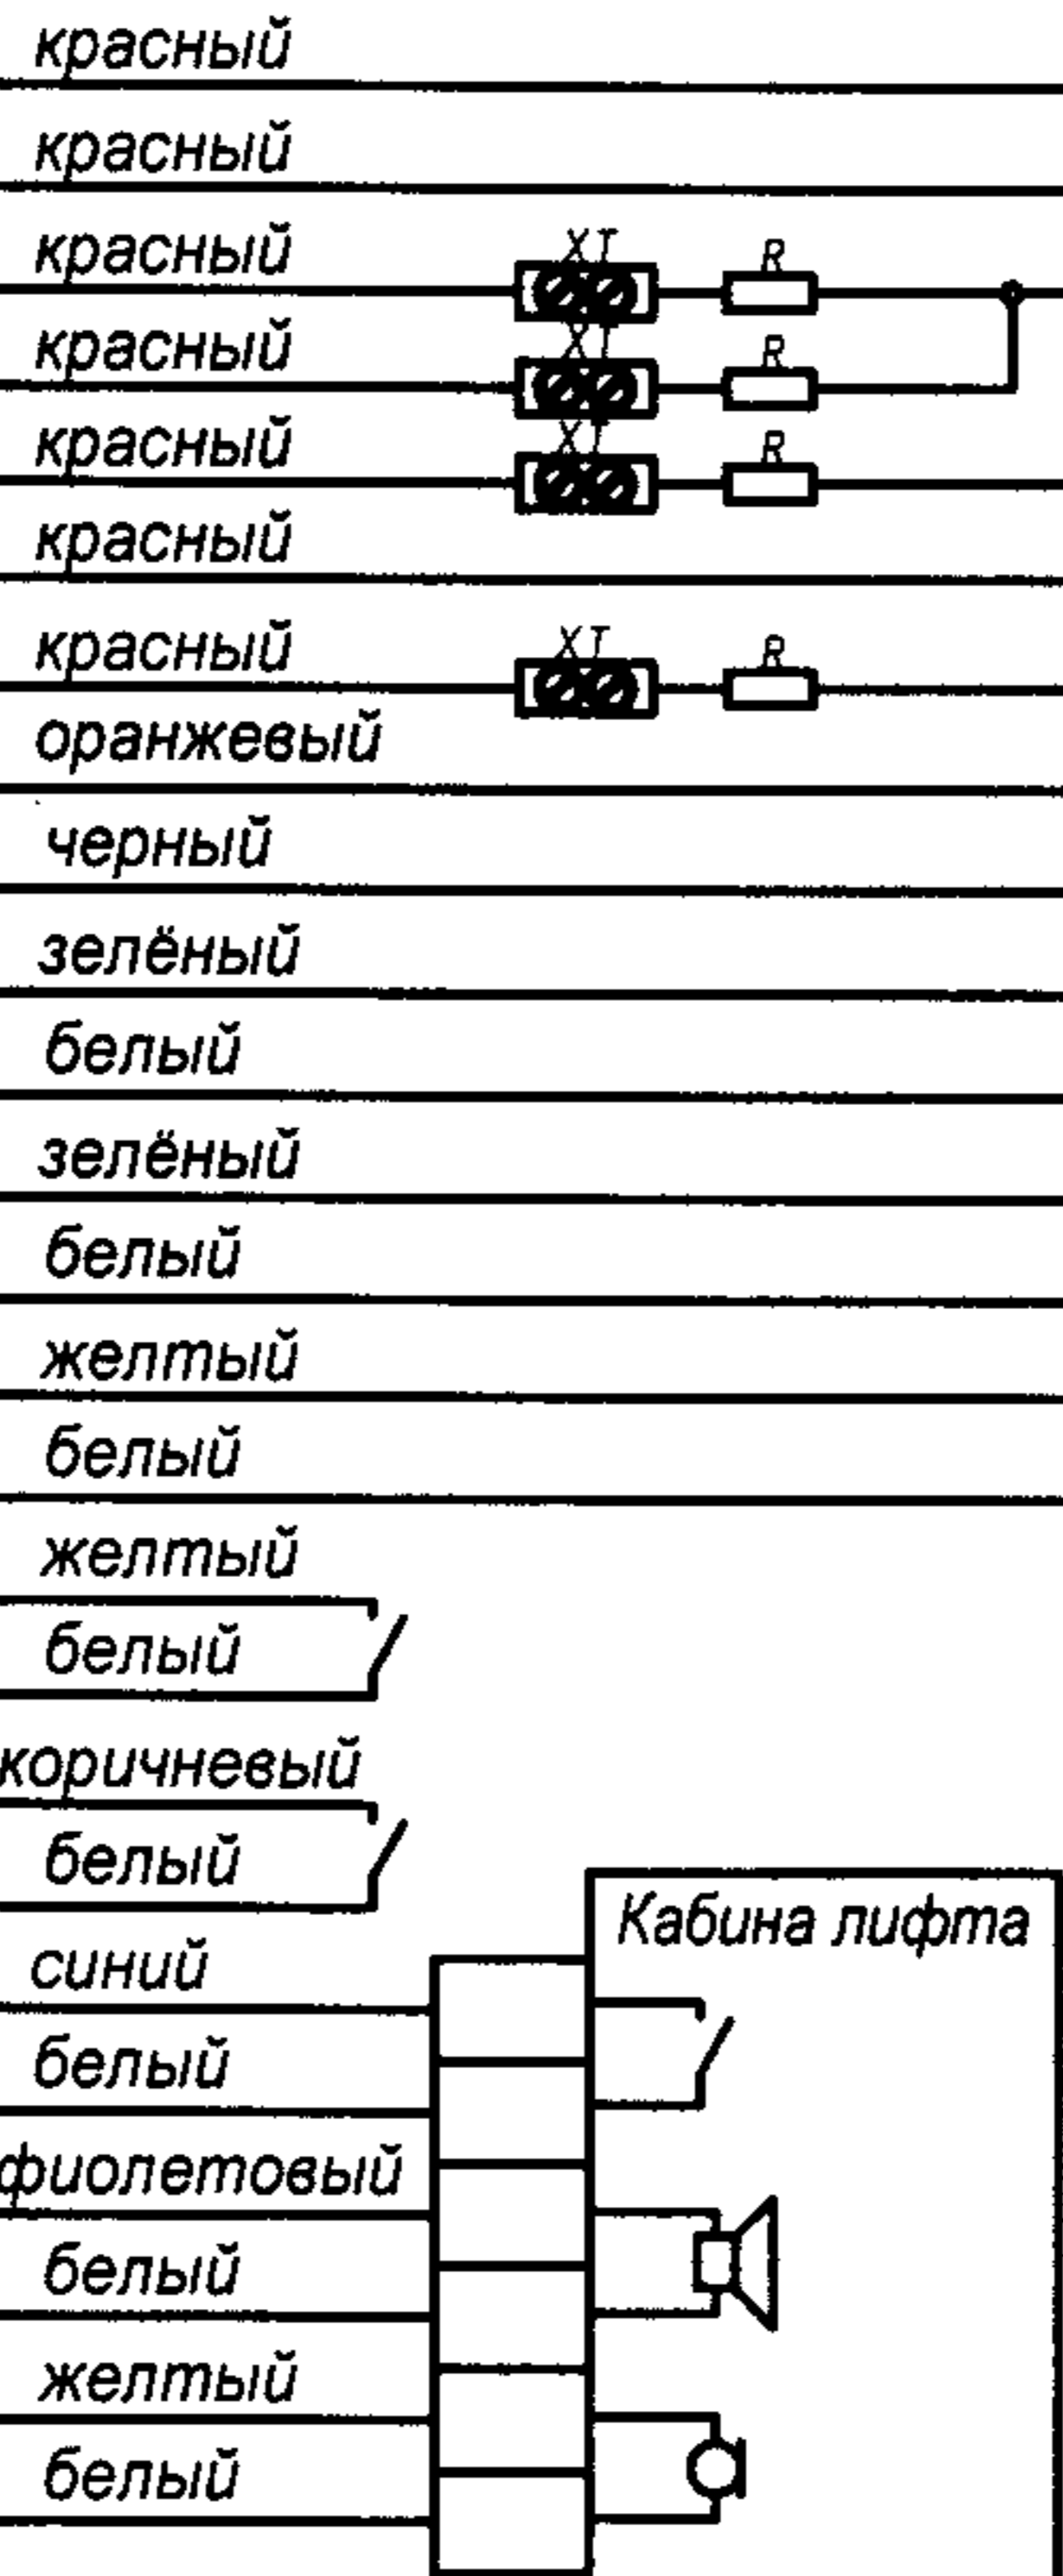 красный
красный
красный XT R
красный XT R
красный XT R
красный
красный XT R
оранжевый
черный
зелёный
белый
зелёный
белый
желтый
белый
желтый
белый
коричневый
белый
Кабина лифта
синий
белый
фиолетовый
белый
желтый
белый